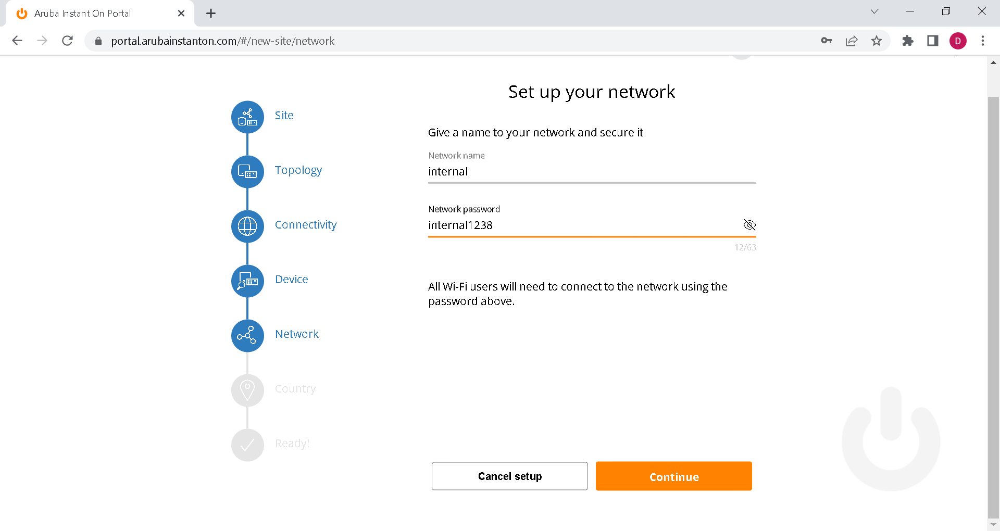 Aruba Instant On Portal
portal.arubainstanton.com/#/new-site/network
D
Set up your network
Site
Give a name to your network and secure it
Network name
internal
Topology
Network password
internal1238
Connectivity
12/63
Device
All Wi-Fi users will need to connect to the network using the
password above.
Network
Country
Ready!
Cancel setup
Continue